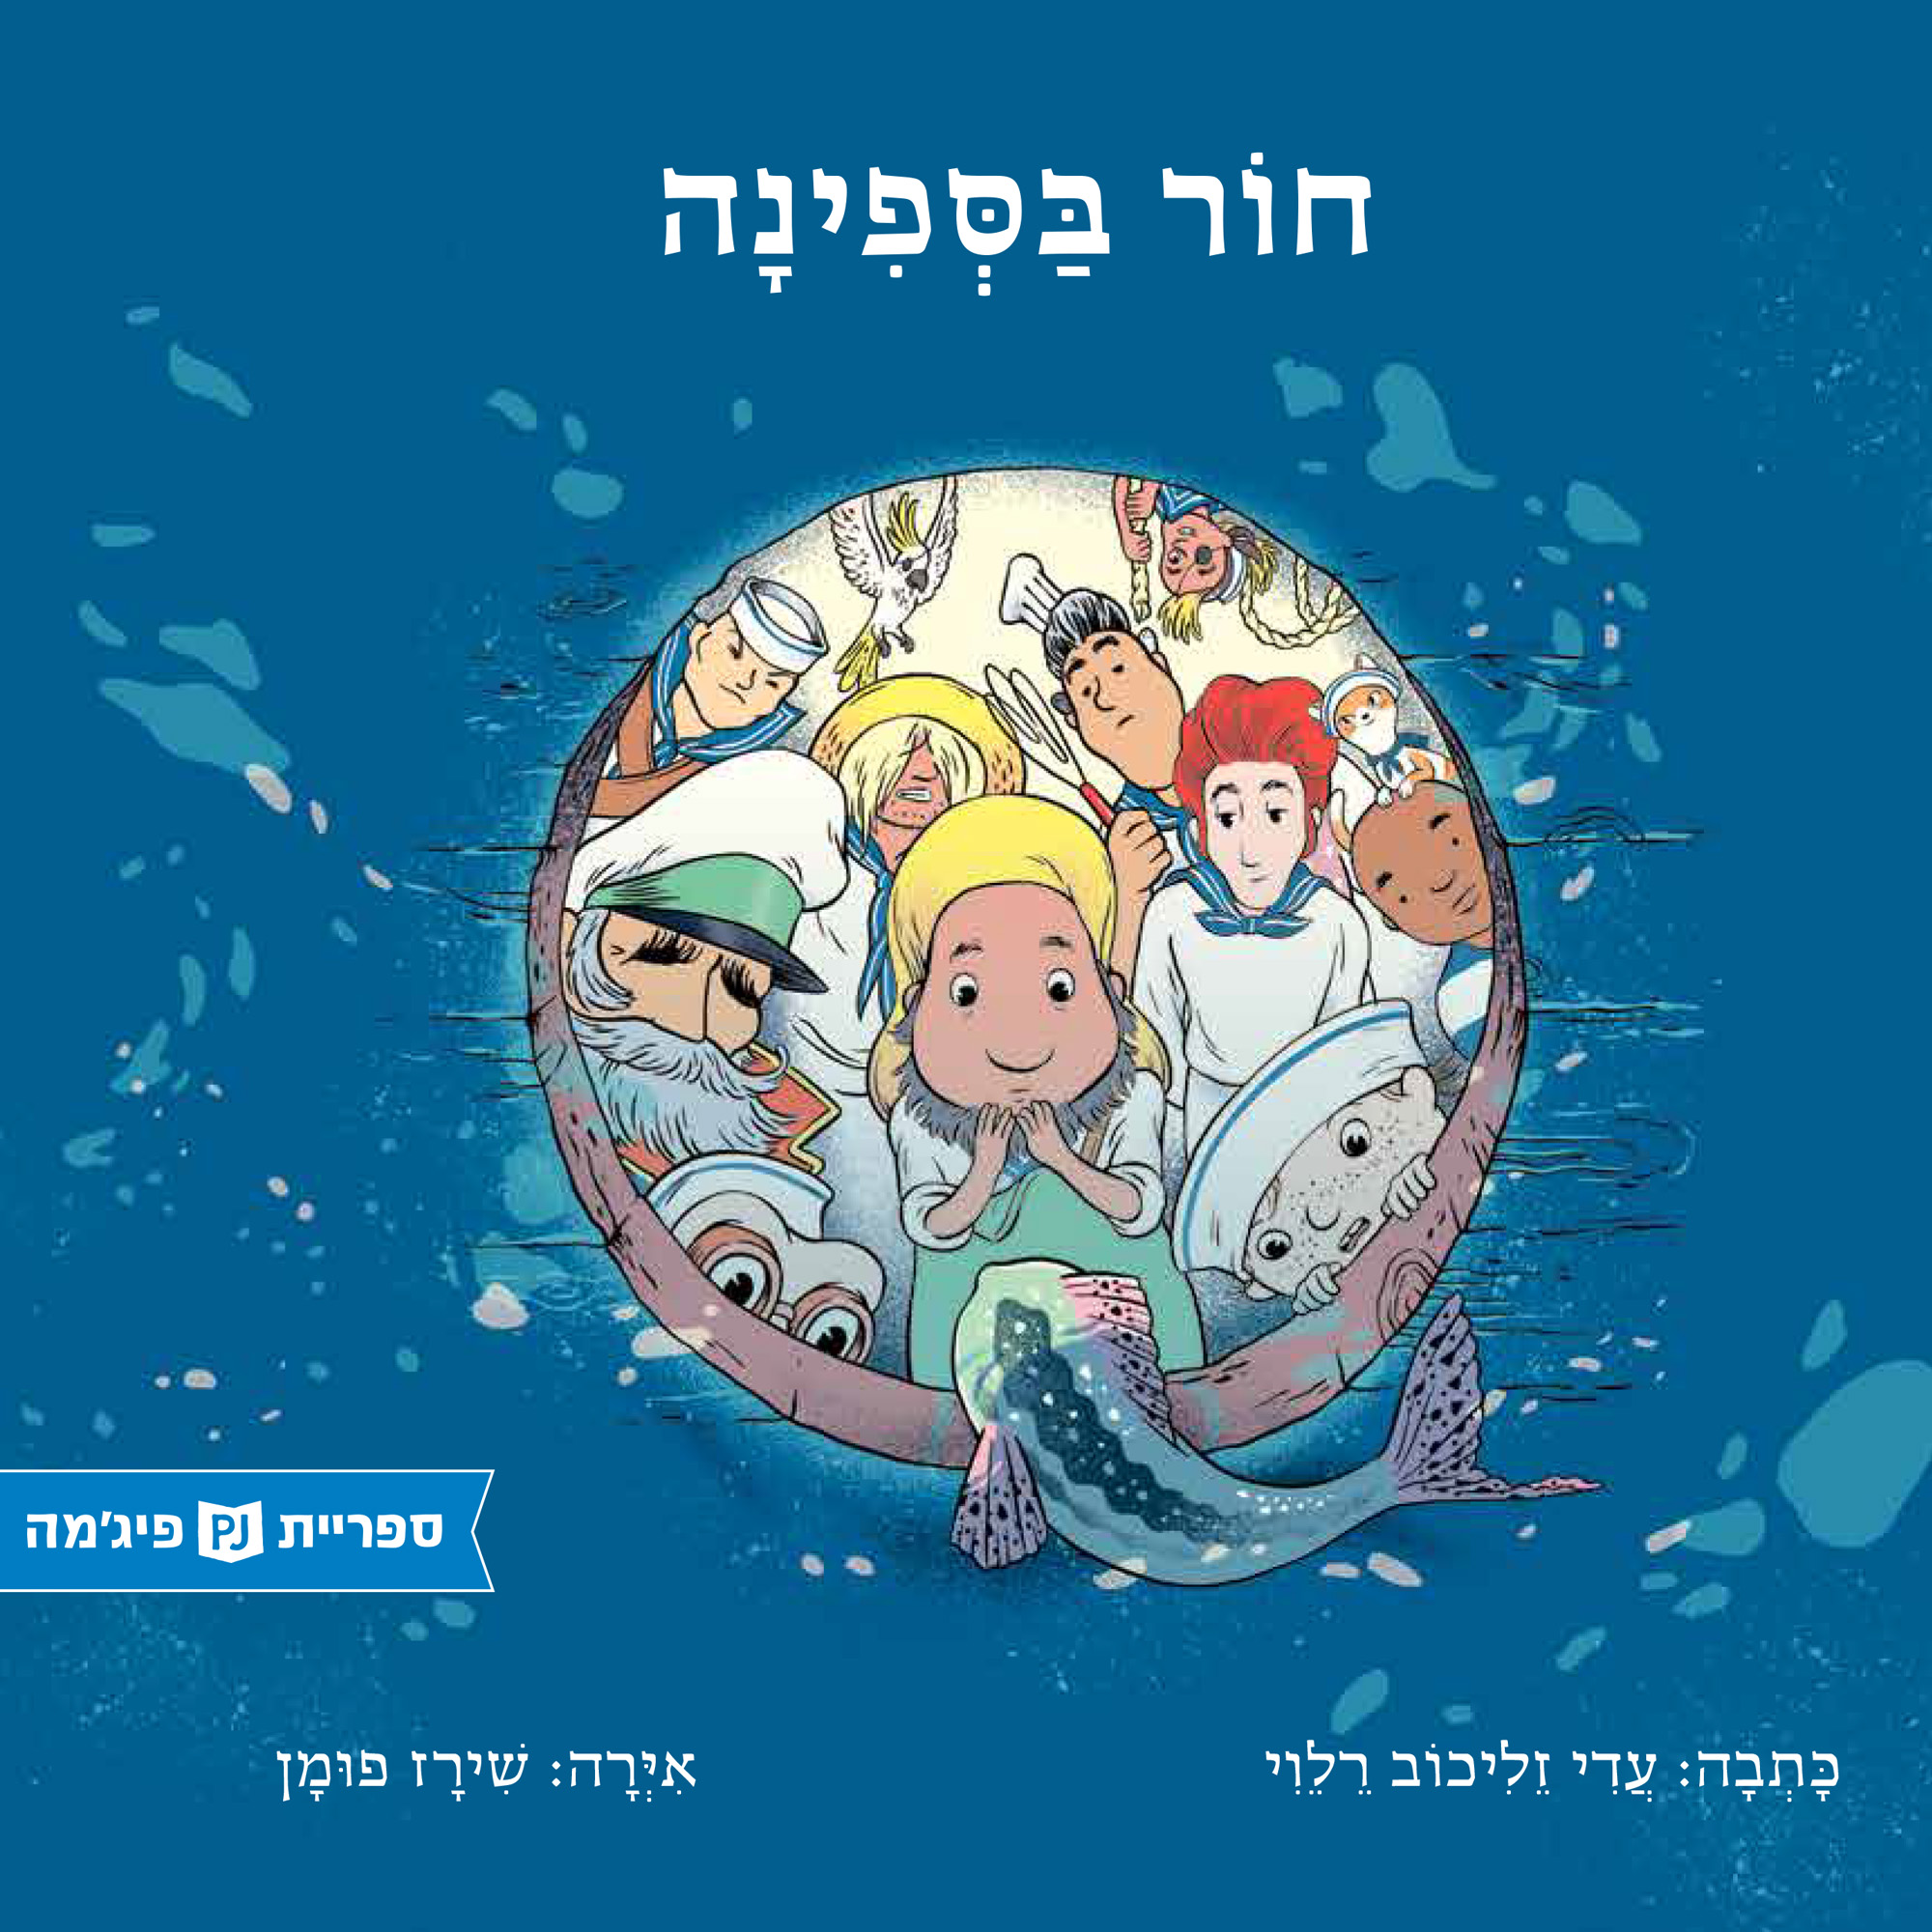 חוֹר בַּסְּפִינָה
ספריית PJ פיג'מה
כָּתְבָה: עֲדִי זֵלִיכוֹב רֵלֵוִי
אִיְּרָה: שִׁירָז פוּמָן